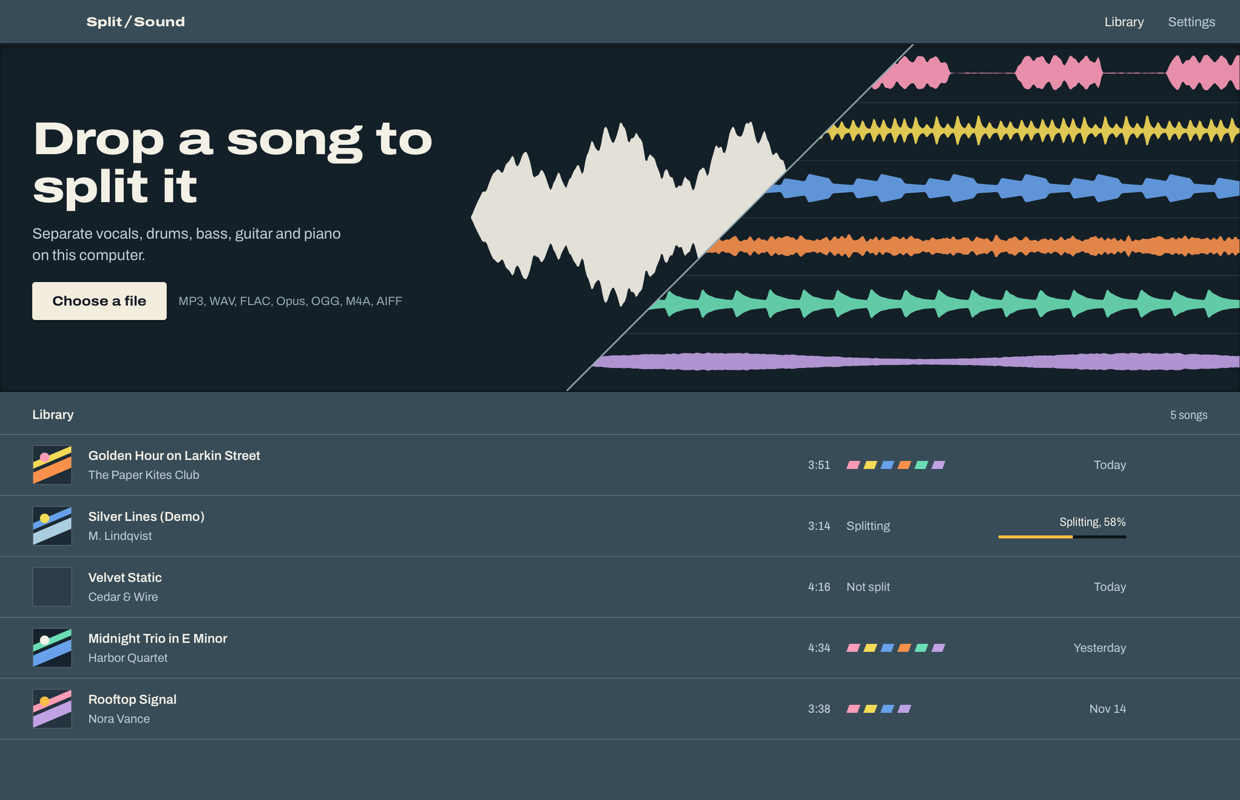 Split/Sound
Library
Settings
Drop a song to
split it
Separate vocals, drums, bass, guitar and piano
on this computer.
Choose a file
MP3, WAV, FLAC, Opus, OGG, M4A, AIFF
Library
5 songs
Golden Hour on Larkin Street
The Paper Kites Club
3:51
Today
Silver Lines (Demo)
M. Lindqvist
3:14
Splitting
Splitting, 58%
Velvet Static
Cedar & Wire
4:16
Not split
Today
Midnight Trio in E Minor
Harbor Quartet
4:34
Yesterday
Rooftop Signal
Nora Vance
3:38
Nov 14